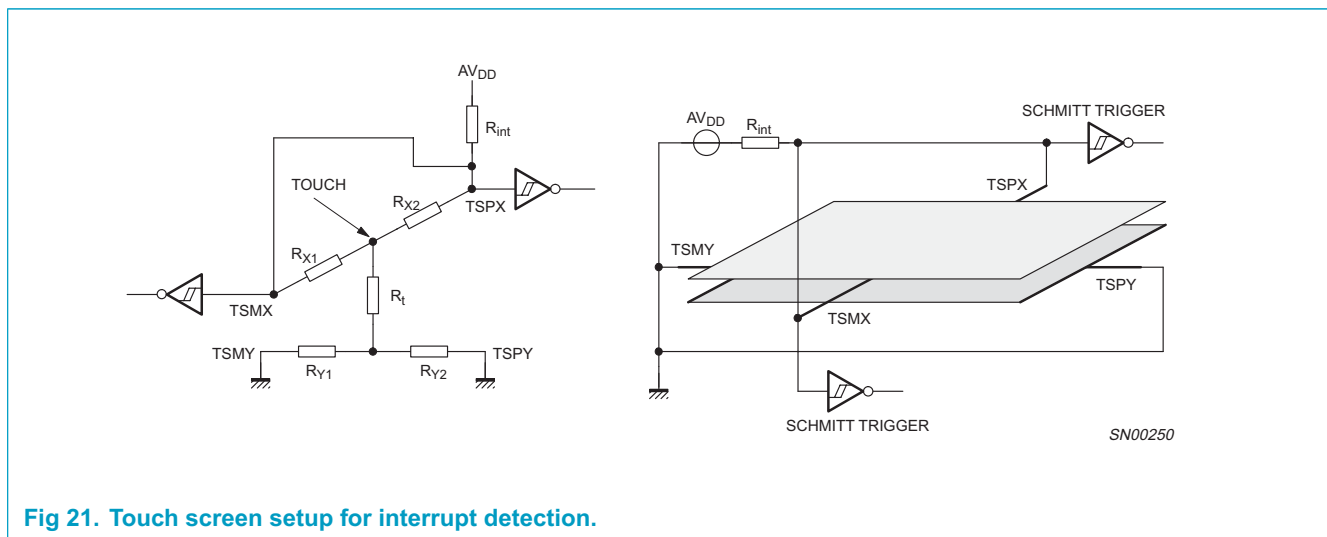 AVDD
Rint
TOUCH
RX2
TSPX
RX1
TSMX
Rt
TSMY
TSPY
RY1
RY2
SCHMITT TRIGGER
AVDD
Rint
TSPX
TSMY
TSPY
TSMX
SCHMITT TRIGGER
SN00250
Fig 21. Touch screen setup for interrupt detection.